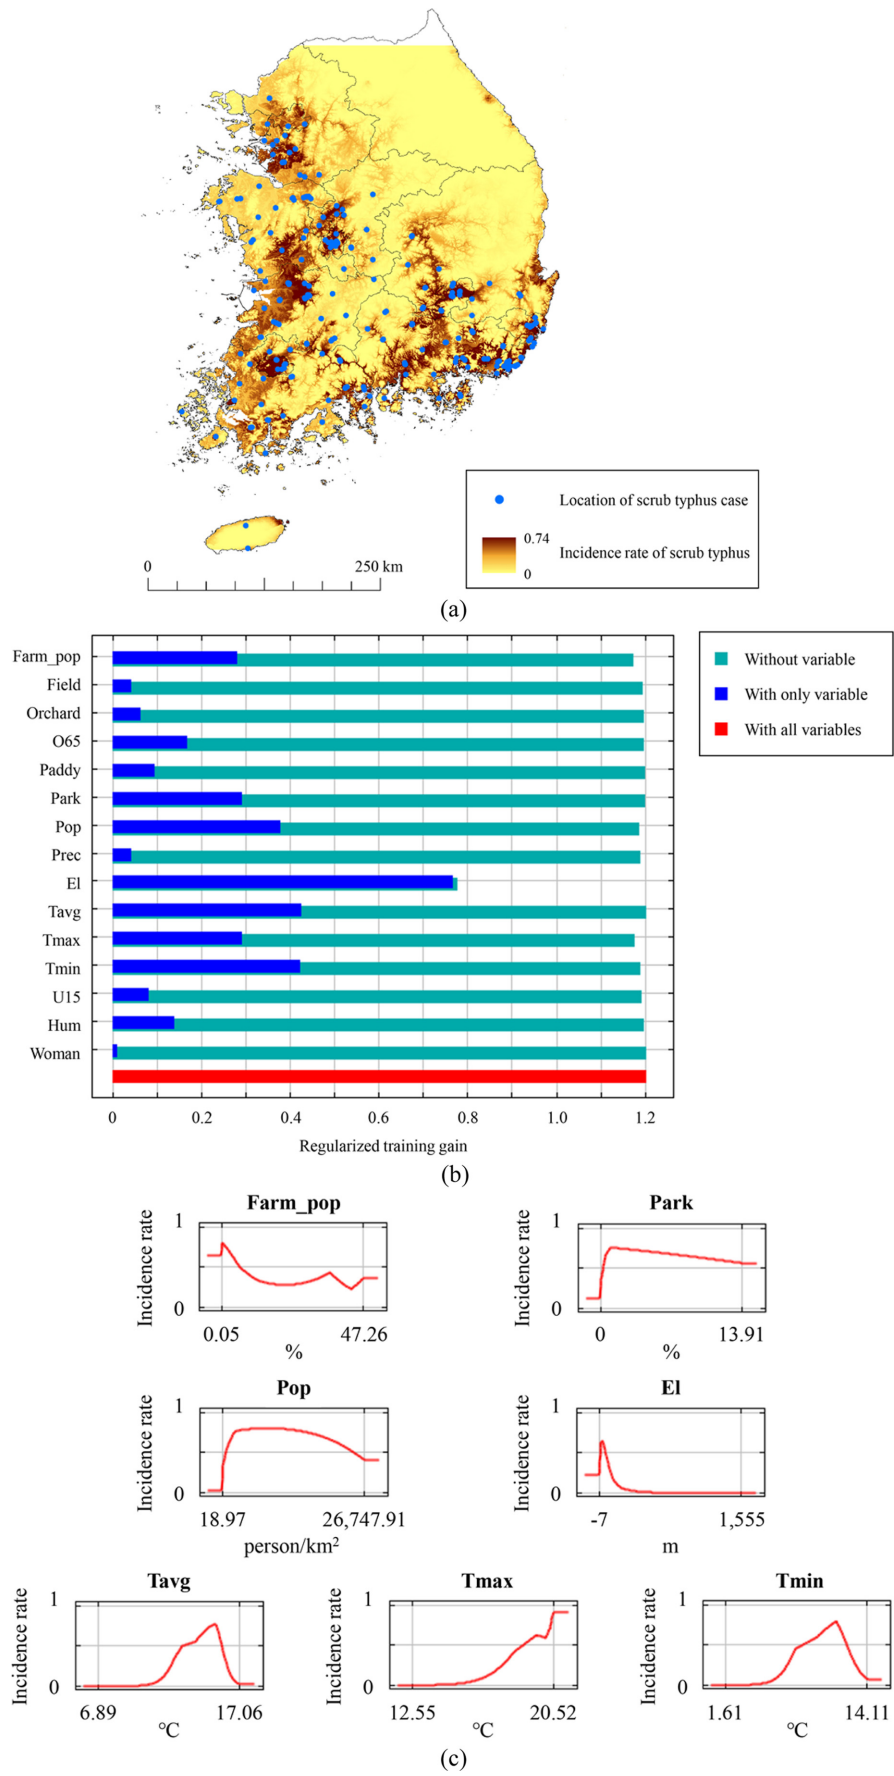 Location of scrub typhus case
0.74
Incidence rate of scrub typhus
0
0 250 km
(a)
Farm_pop
Field
Orchard
O65
Paddy
Park
Pop
Prec
El
Tavg
Tmax
Tmin
U15
Hum
Woman
0 0.2 0.4 0.6 0.8 1.0 1.2
Regularized training gain
Without variable
With only variable
With all variables
(b)
Farm_pop
Incidence rate
1
0
0.05 47.26
%
Park
Incidence rate
1
0
0 13.91
%
Pop
Incidence rate
1
0
18.97 26,747.91
person/km²
El
Incidence rate
1
0
-7 1,555
m
Tavg
Incidence rate
1
0
6.89 17.06
°C
Tmax
Incidence rate
1
0
12.55 20.52
°C
Tmin
Incidence rate
1
0
1.61 14.11
°C
(c)